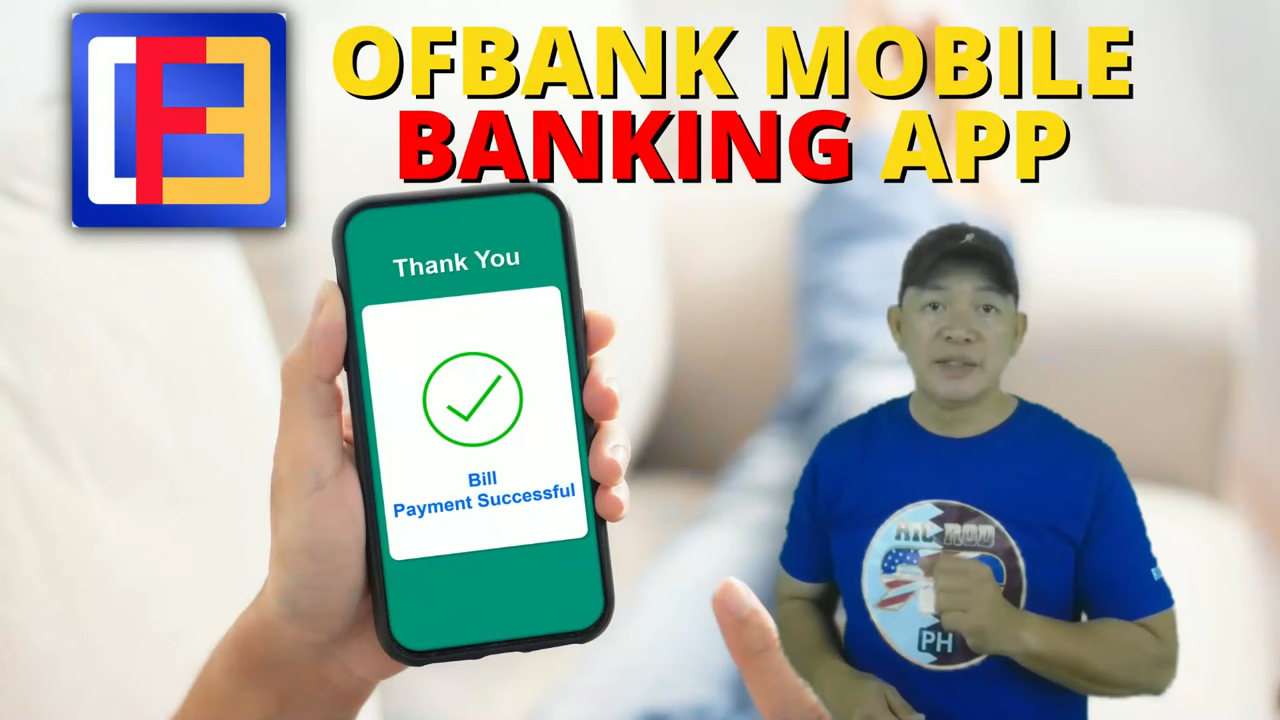 OFBANK MOBILE
BANKING APP
Thank You
Bill
Payment Successful
PH